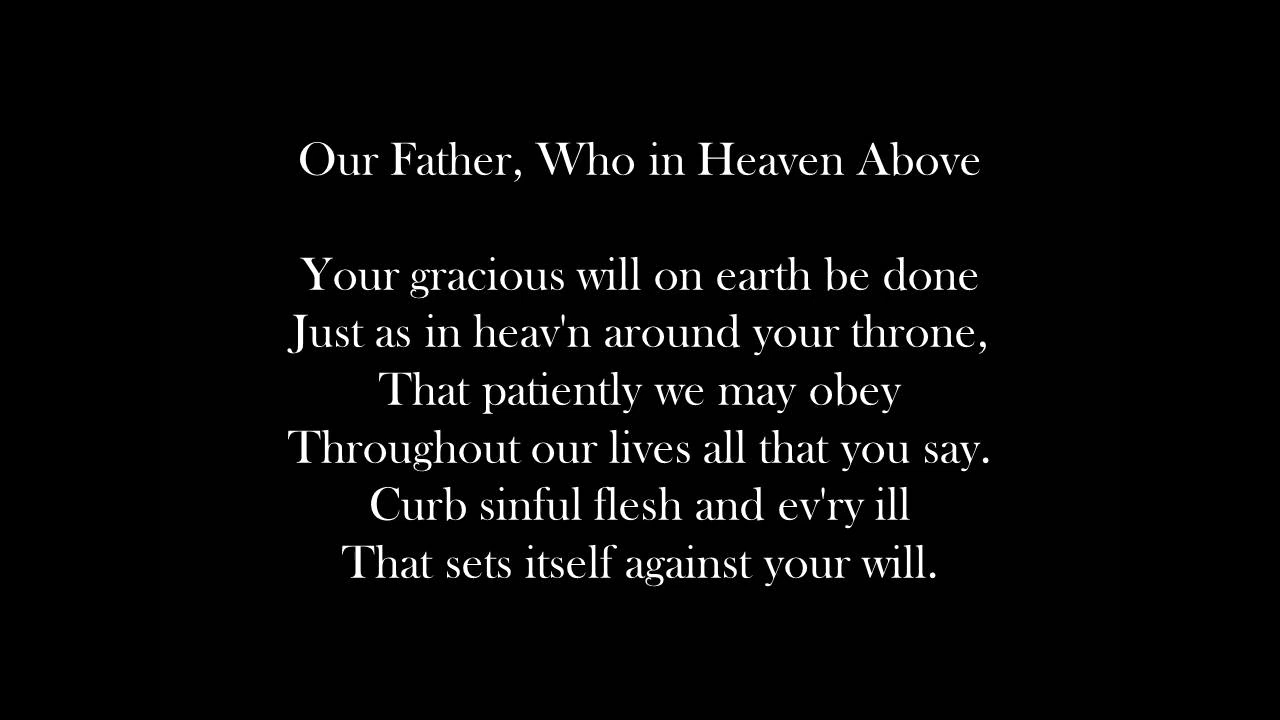 Our Father, Who in Heaven Above
Your gracious will on earth be done
Just as in heav'n around your throne,
That patiently we may obey
Throughout our lives all that you say.
Curb sinful flesh and ev'ry ill
That sets itself against your will.